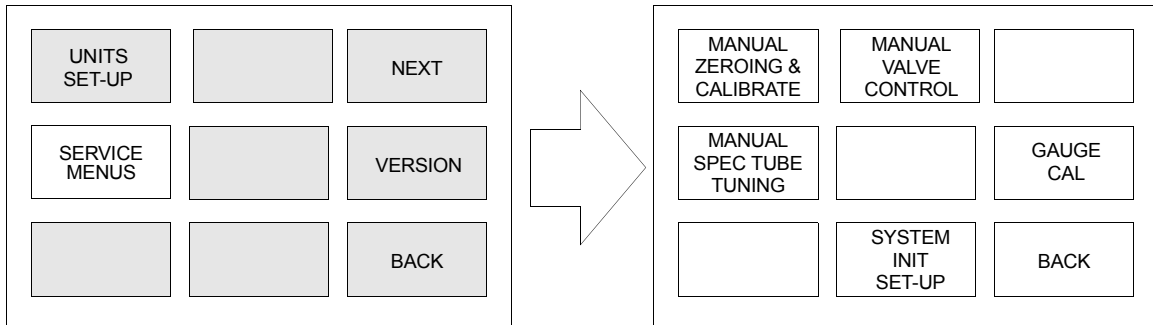 UNITS
SET-UP
NEXT
SERVICE
MENUS
VERSION
BACK
MANUAL
ZEROING &
CALIBRATE
MANUAL
VALVE
CONTROL
MANUAL
SPEC TUBE
TUNING
GAUGE
CAL
SYSTEM
INIT
SET-UP
BACK